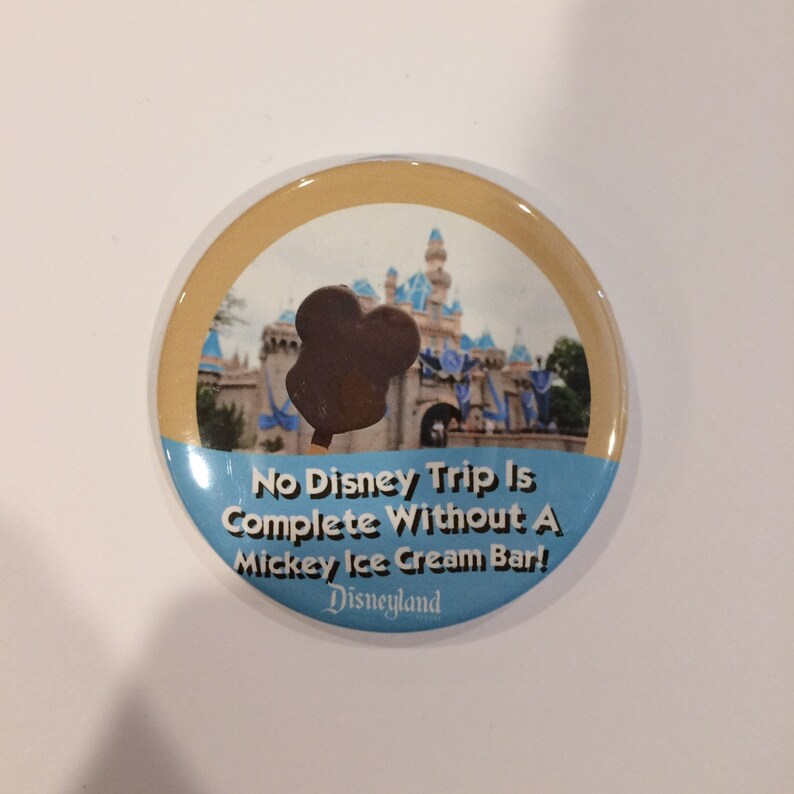 No Disney Trip Is
Complete Without A
Mickey Ice Cream Bar!
Disneyland